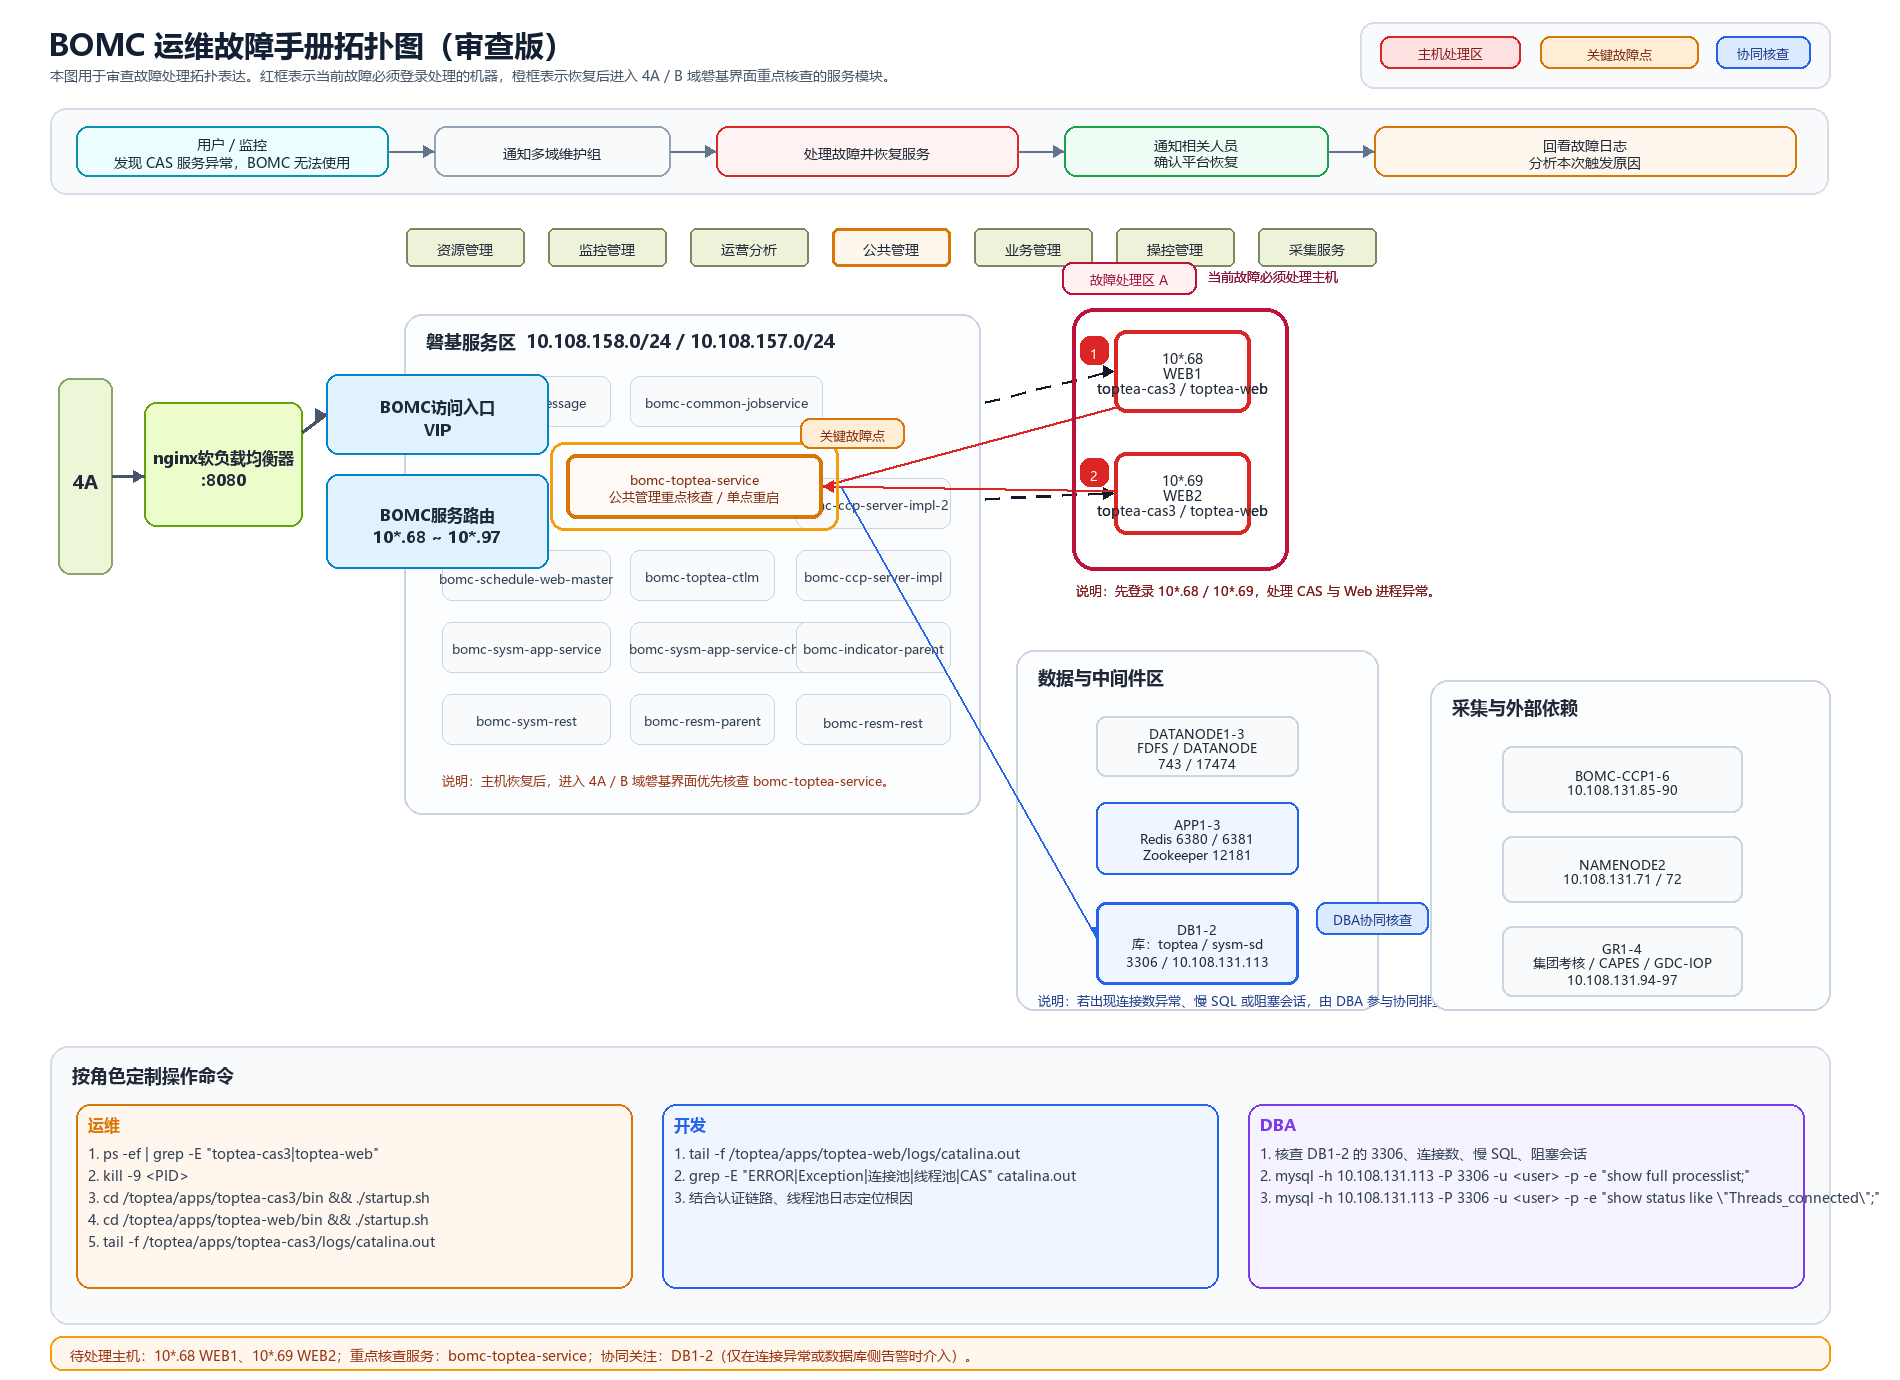 BOMC 运维故障手册拓扑图（审查版）
本图用于审查故障处理拓扑表达。红框表示当前故障必须登录处理的机器，橙框表示恢复后进入 4A / B 域磐基界面重点核查的服务模块。
主机处理区
关键故障点
协同核查
用户 / 监控
发现 CAS 服务异常，BOMC 无法使用
通知多域维护组
处理故障并恢复服务
通知相关人员
确认平台恢复
回看故障日志
分析本次触发原因
资源管理
监控管理
运营分析
公共管理
业务管理
操控管理
采集服务
故障处理区 A
当前故障必须处理主机
磐基服务区  10.108.158.0/24 / 10.108.157.0/24
4A
nginx软负载均衡器
:8080
BOMC访问入口
VIP
BOMC服务路由
10*.68 ~ 10*.97
essage
bomc-common-jobservice
关键故障点
bomc-toptea-service
公共管理重点核查 / 单点重启
c-ccp-server-impl-2
bomc-schedule-web-master
bomc-toptea-ctlm
bomc-ccp-server-impl
bomc-sysm-app-service
bomc-sysm-app-service-ch
bomc-indicator-parent
bomc-sysm-rest
bomc-resm-parent
bomc-resm-rest
说明：主机恢复后，进入 4A / B 域磐基界面优先核查 bomc-toptea-service。
1
10*.68
WEB1
toptea-cas3 / toptea-web
2
10*.69
WEB2
toptea-cas3 / toptea-web
说明：先登录 10*.68 / 10*.69，处理 CAS 与 Web 进程异常。
数据与中间件区
DATANODE1-3
FDFS / DATANODE
743 / 17474
APP1-3
Redis 6380 / 6381
Zookeeper 12181
DB1-2
库：toptea / sysm-sd
3306 / 10.108.131.113
DBA协同核查
说明：若出现连接数异常、慢 SQL 或阻塞会话，由 DBA 参与协同排
采集与外部依赖
BOMC-CCP1-6
10.108.131.85-90
NAMENODE2
10.108.131.71 / 72
GR1-4
集团考核 / CAPES / GDC-IOP
10.108.131.94-97
按角色定制操作命令
运维
1. ps -ef | grep -E "toptea-cas3|toptea-web"
2. kill -9 <PID>
3. cd /toptea/apps/toptea-cas3/bin && ./startup.sh
4. cd /toptea/apps/toptea-web/bin && ./startup.sh
5. tail -f /toptea/apps/toptea-cas3/logs/catalina.out
开发
1. tail -f /toptea/apps/toptea-web/logs/catalina.out
2. grep -E "ERROR|Exception|连接池|线程池|CAS" catalina.out
3. 结合认证链路、线程池日志定位根因
DBA
1. 核查 DB1-2 的 3306、连接数、慢 SQL、阻塞会话
2. mysql -h 10.108.131.113 -P 3306 -u <user> -p -e "show full processlist;"
3. mysql -h 10.108.131.113 -P 3306 -u <user> -p -e "show status like \"Threads_connected\";"
待处理主机：10*.68 WEB1、10*.69 WEB2；重点核查服务：bomc-toptea-service；协同关注：DB1-2（仅在连接异常或数据库侧告警时介入）。